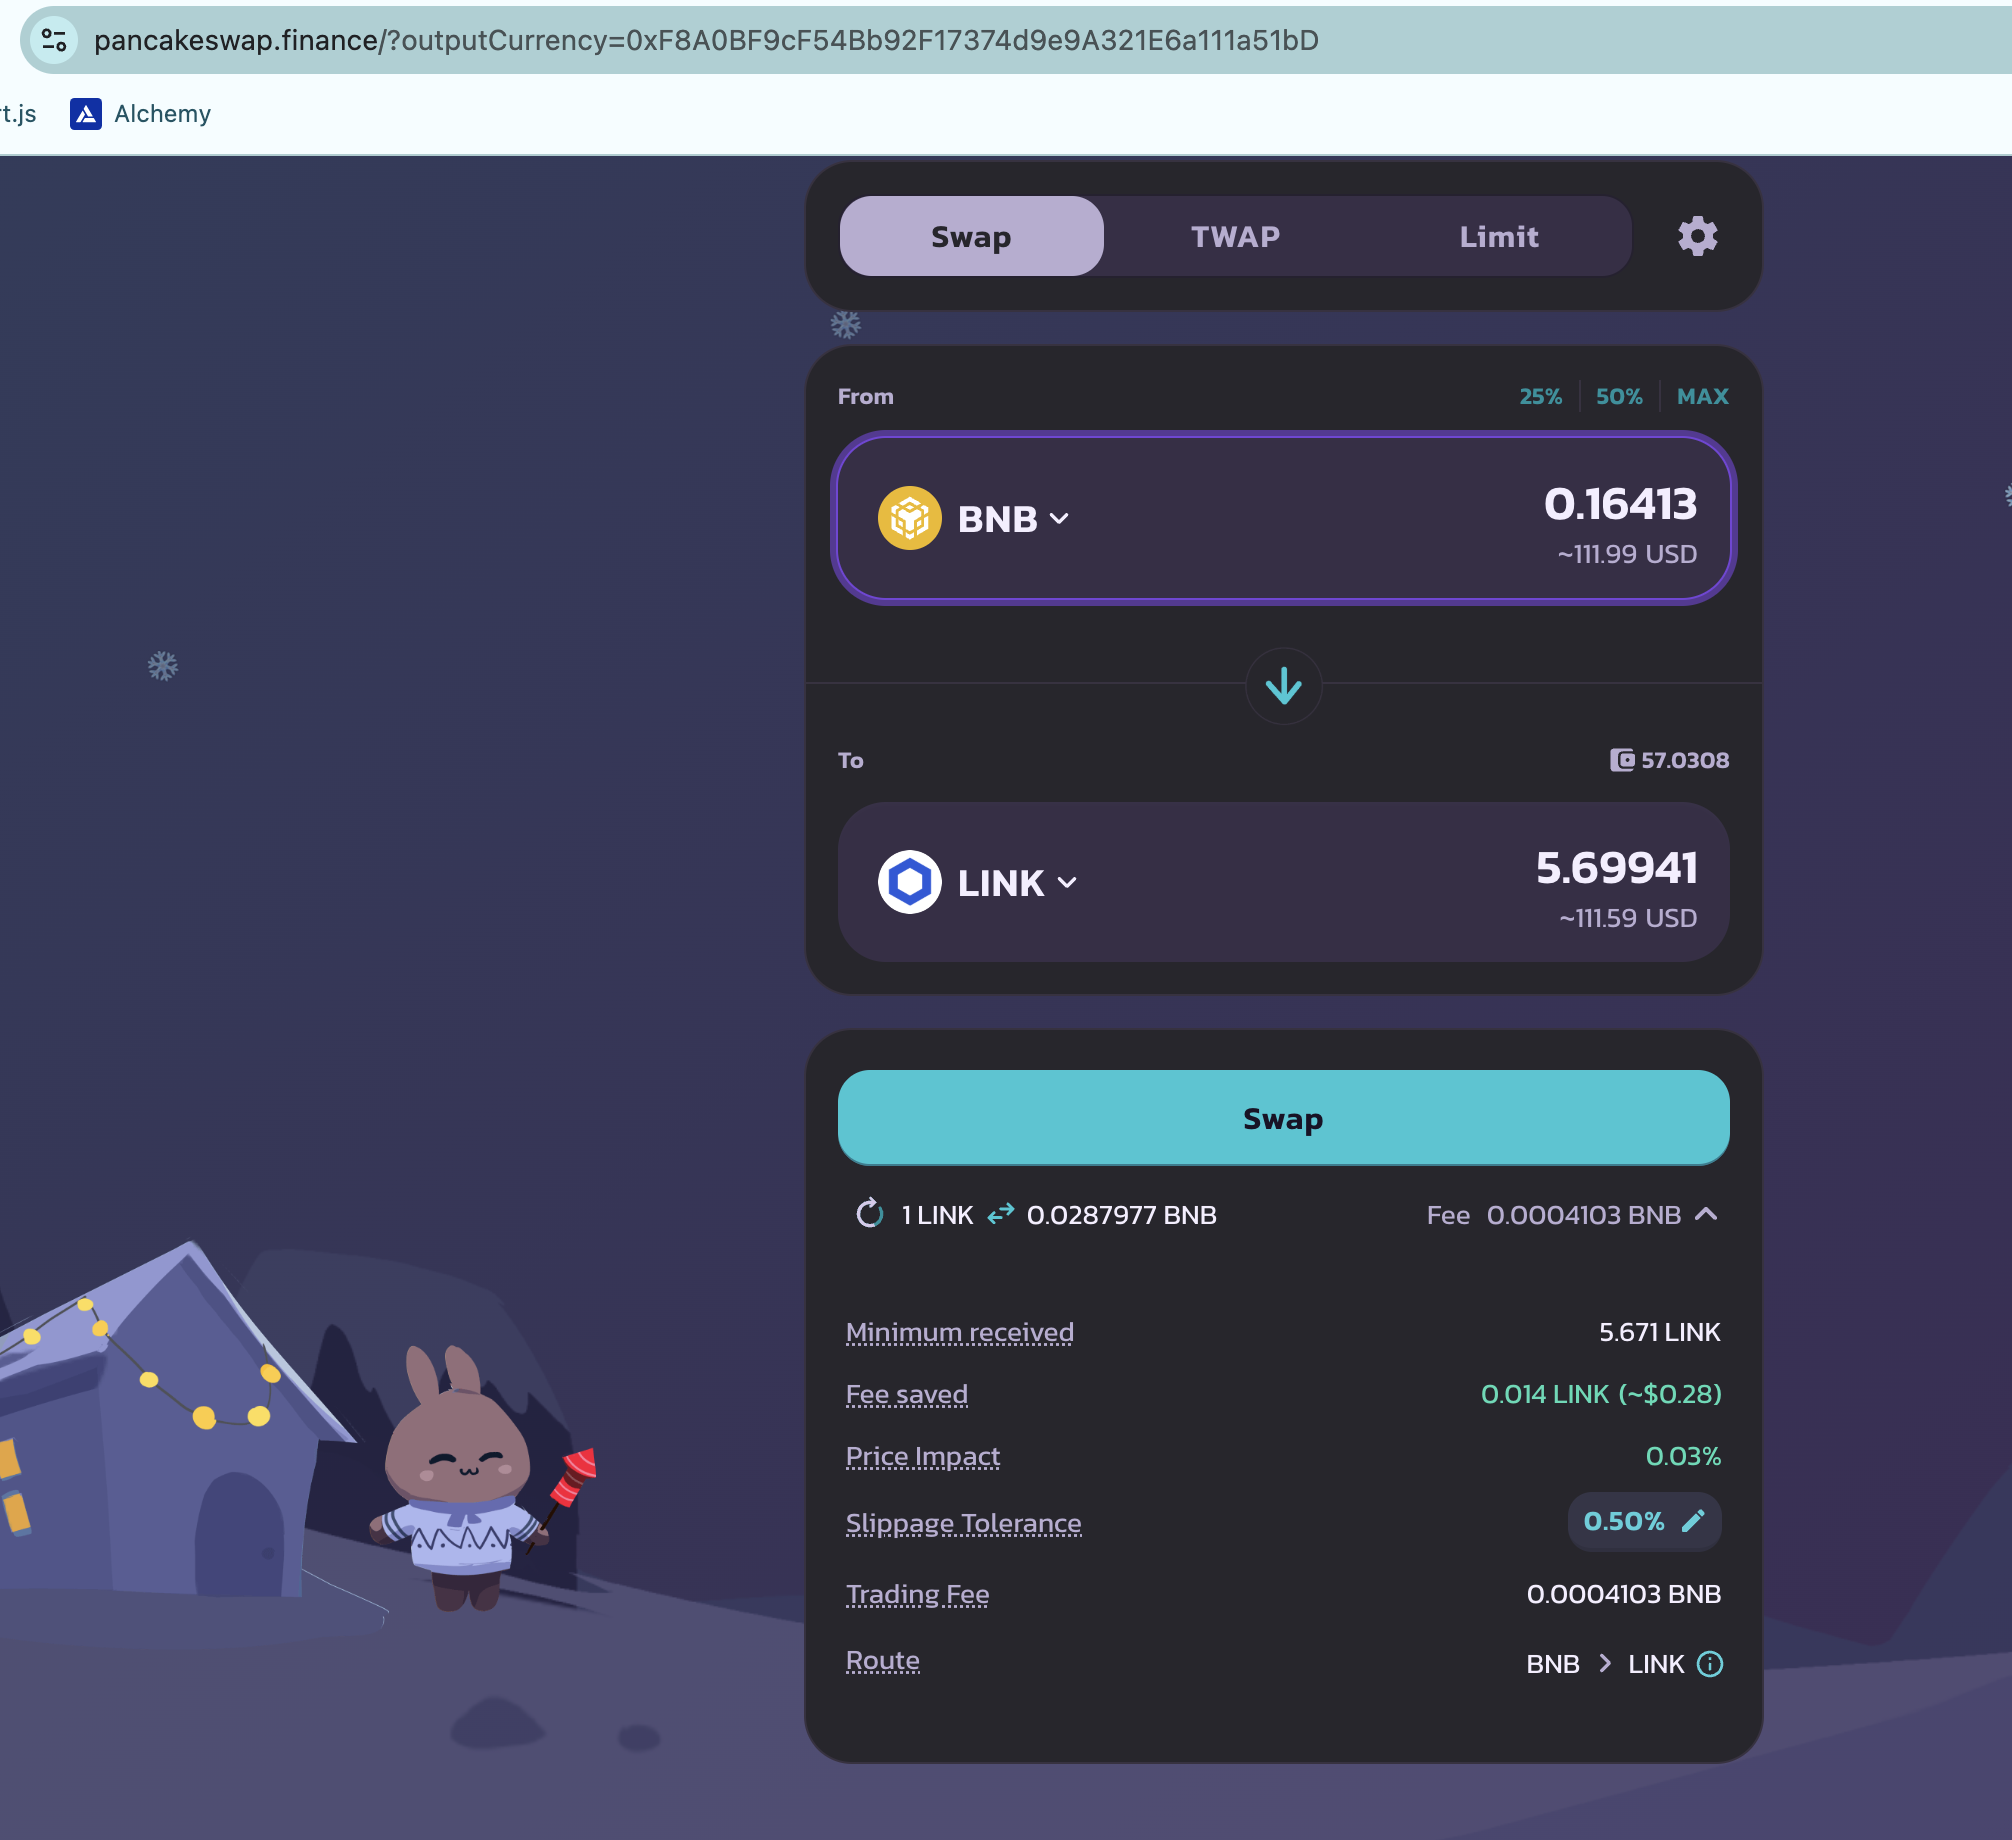 pancakeswap.finance/?outputCurrency=0xF8A0BF9cF54Bb92F17374d9e9A321E6a111a51bD
t.js Alchemy
Swap TWAP Limit
From 25% 50% MAX
BNB 0.16413
~111.99 USD
To 57.0308
LINK 5.69941
~111.59 USD
Swap
1 LINK 0.0287977 BNB Fee 0.0004103 BNB
Minimum received 5.671 LINK
Fee saved 0.014 LINK (~$0.28)
Price Impact 0.03%
Slippage Tolerance 0.50%
Trading Fee 0.0004103 BNB
Route BNB > LINK